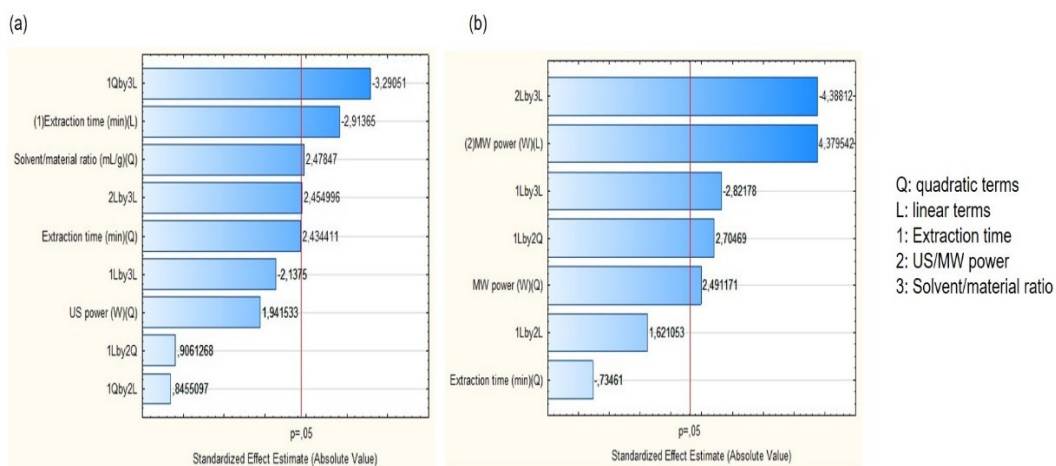 (a)
1Qby3L
-3,29051
(1)Extraction time (min)(L)
-2,91365
Solvent/material ratio (mL/g)(Q)
2,47847
2Lby3L
2,454996
Extraction time (min)(Q)
2,434411
1Lby3L
-2,1375
US power (W)(Q)
1,941533
1Lby2Q
,9061268
1Qby2L
,8455097
p=,05
Standardized Effect Estimate (Absolute Value)
(b)
2Lby3L
-4,38812
(2)MW power (W)(L)
4,379542
1Lby3L
-2,82178
1Lby2Q
2,70469
MW power (W)(Q)
2,491171
1Lby2L
1,621053
Extraction time (min)(Q)
-,73461
p=,05
Standardized Effect Estimate (Absolute Value)
Q: quadratic terms
L: linear terms
1: Extraction time
2: US/MW power
3: Solvent/material ratio